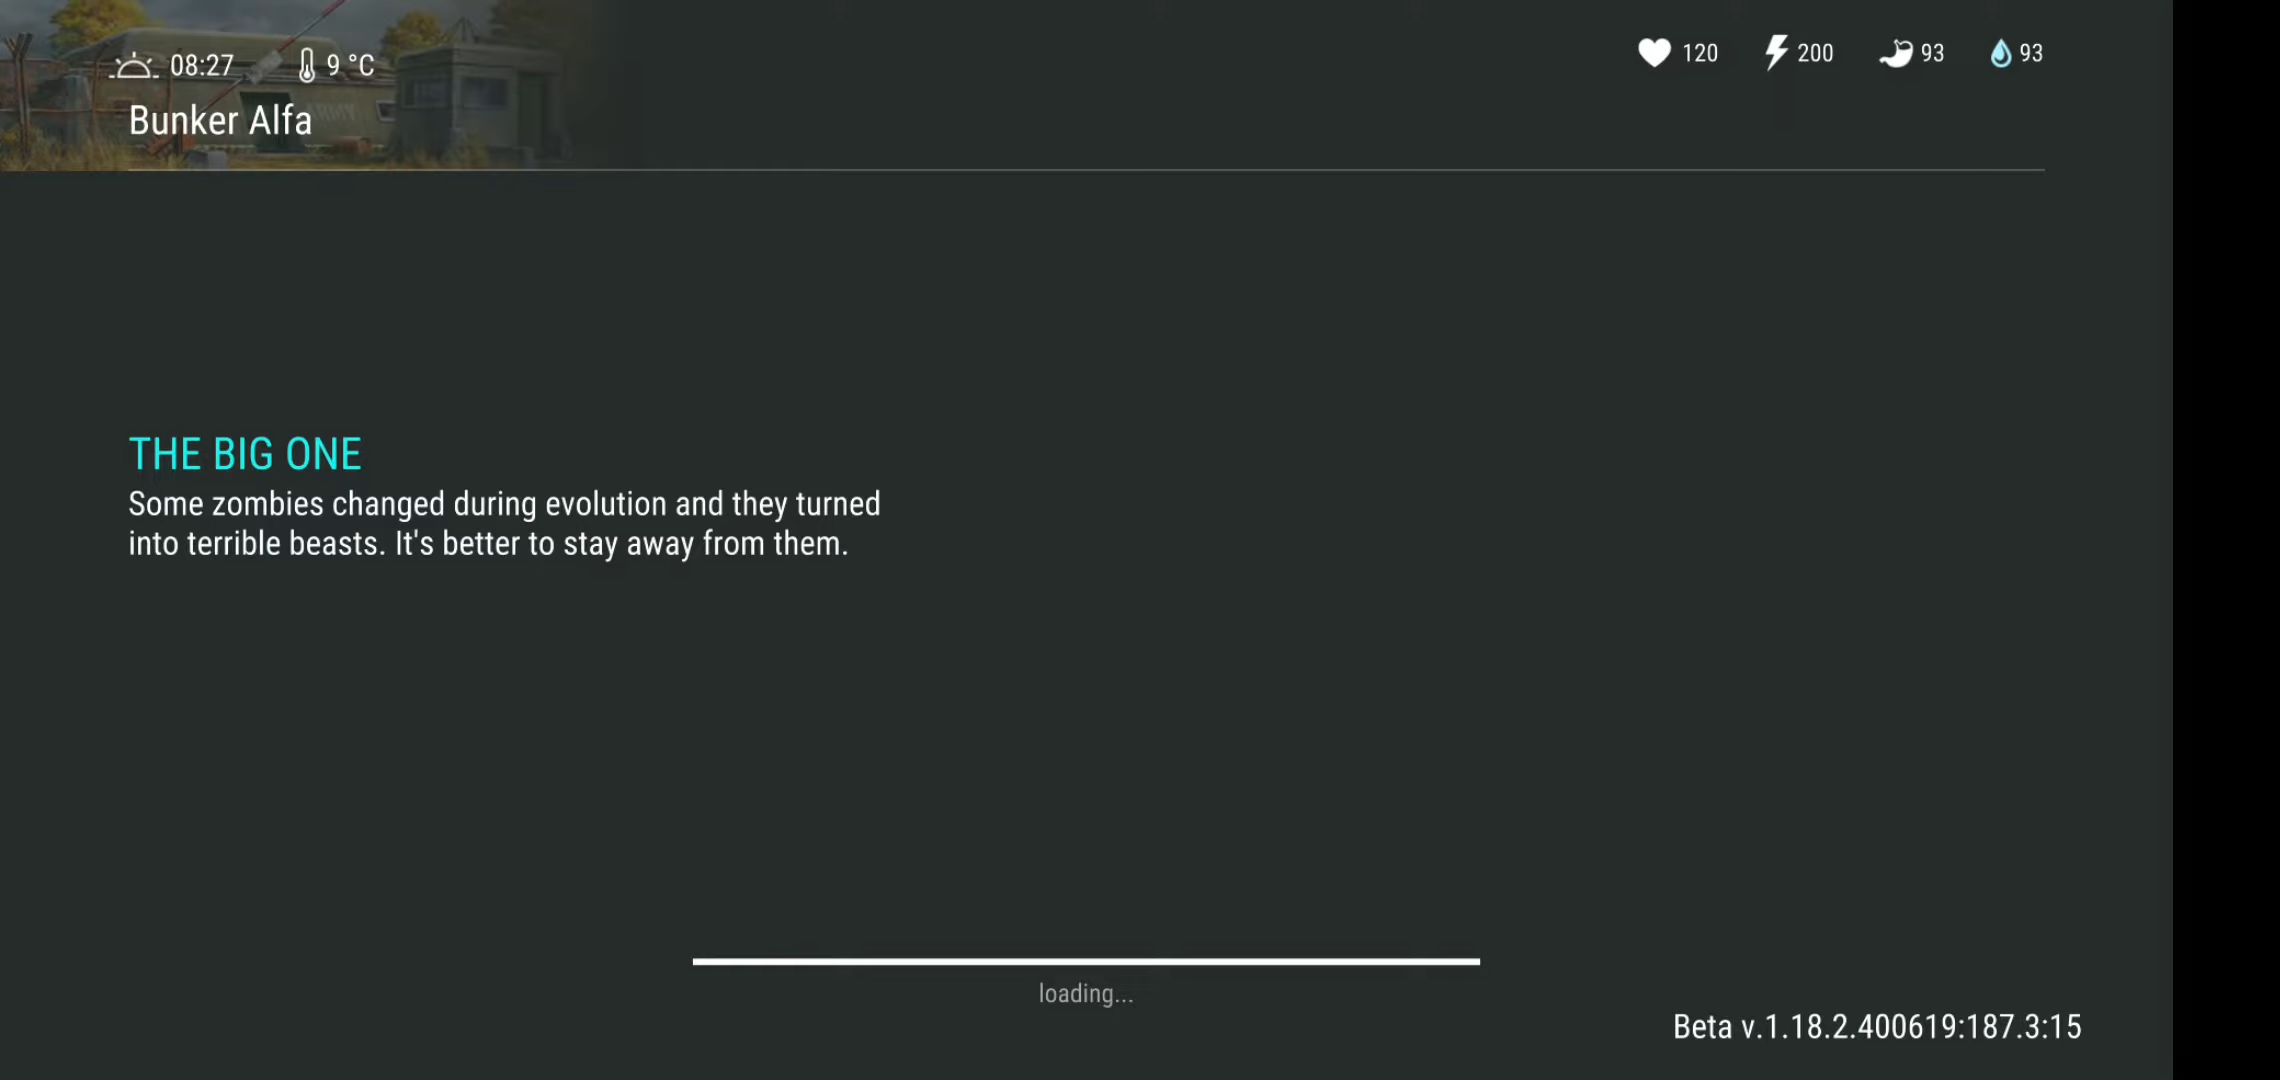 08:27 9 °C 120 200 93 93
Bunker Alfa
THE BIG ONE
Some zombies changed during evolution and they turned
into terrible beasts. It's better to stay away from them.
loading...
Beta v.1.18.2.400619:187.3:15